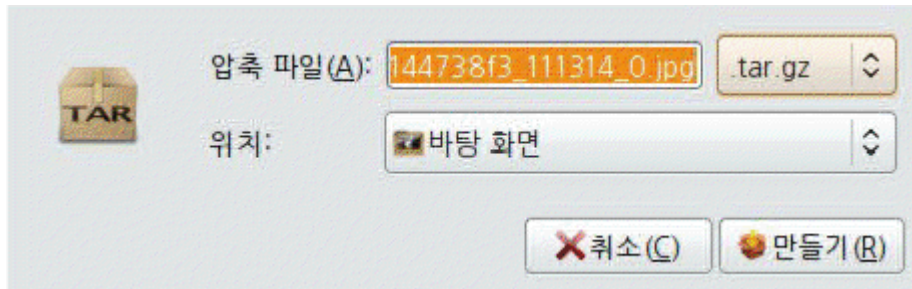 압축 파일(A): 144738f3_111314_0.jpg .tar.gz
TAR
위치: 바탕 화면
취소(C) 만들기(R)